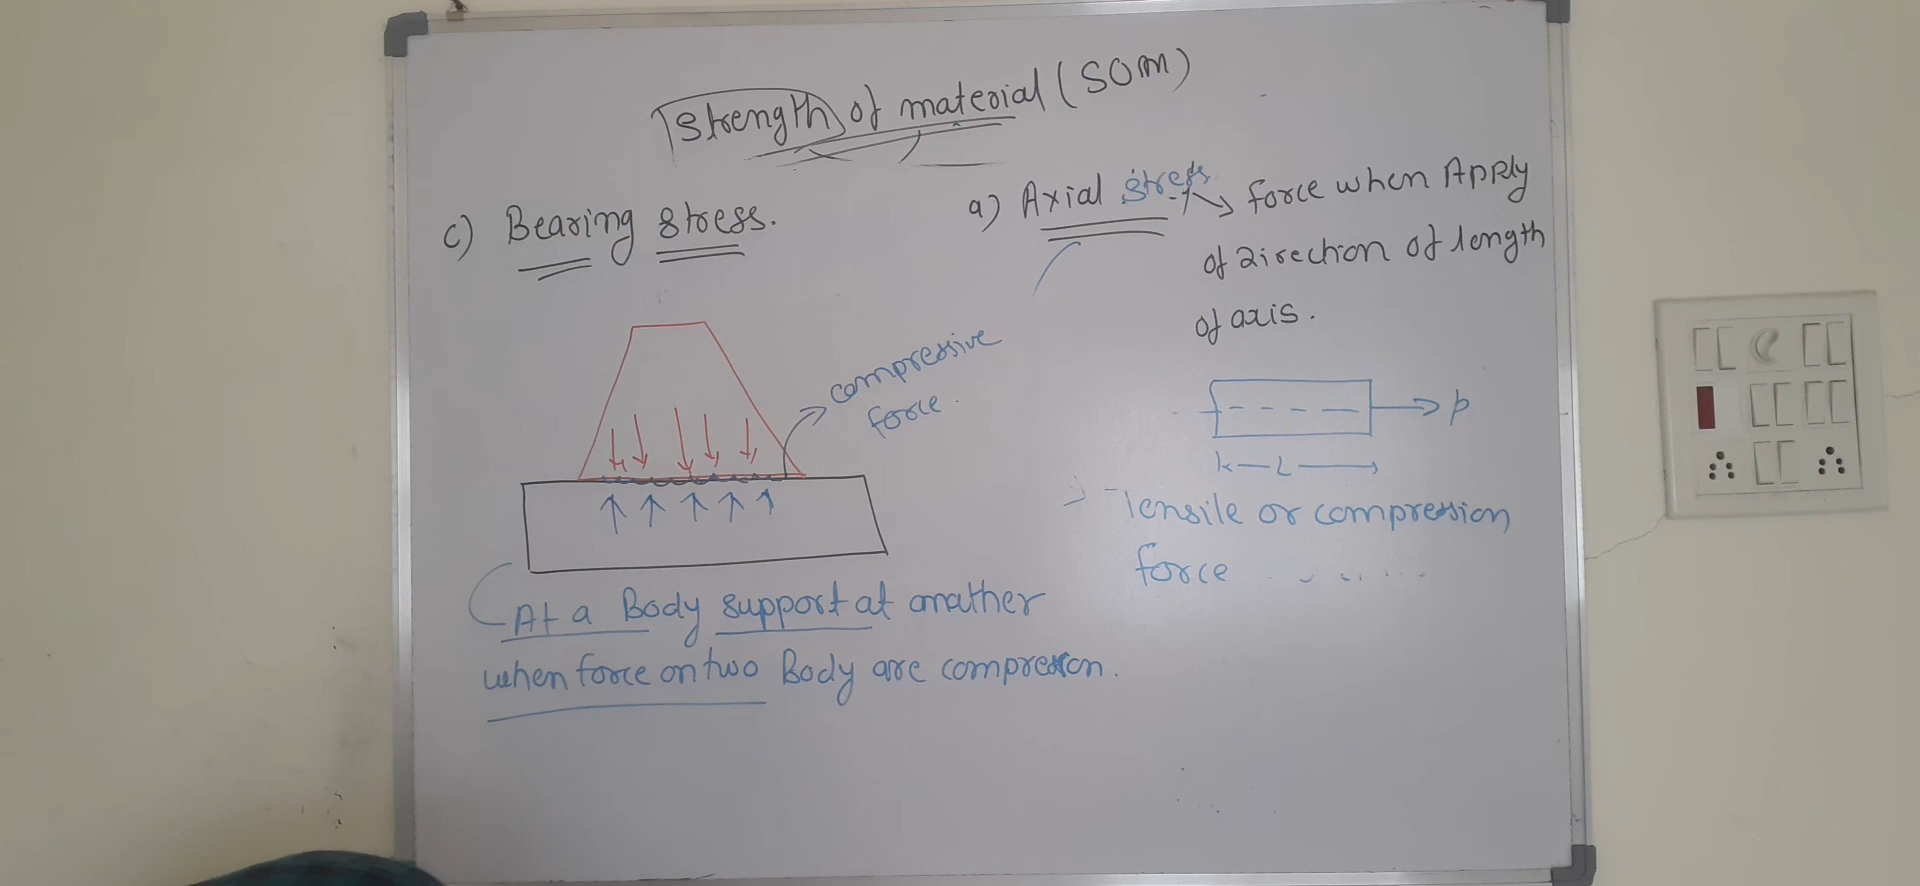 Strength of material (SOM)
c) Bearing stress.
compressive
force.
At a Body support at another
when force on two Body are compression.
a) Axial stress → force when Apply
of Direction of length
of axis.
P
L
→ Tensile or compression
force